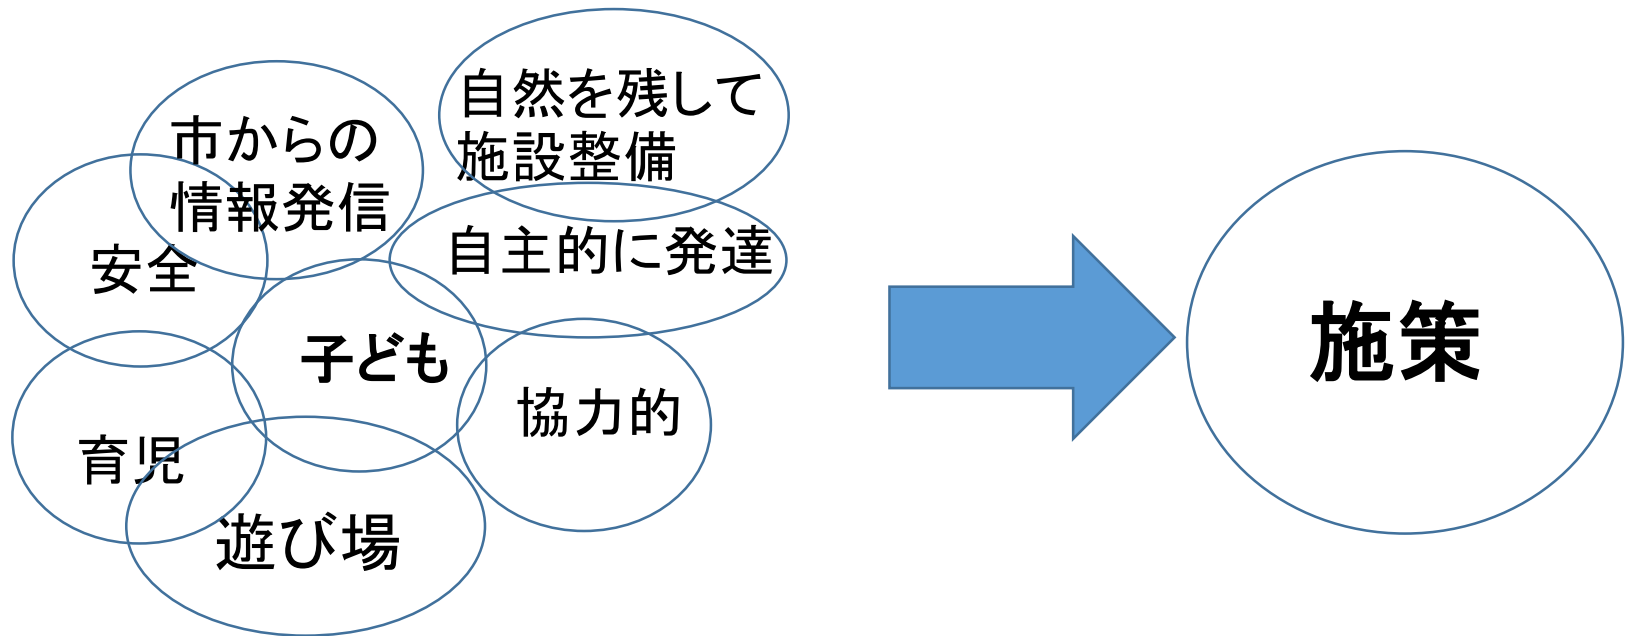 自然を残して
施設整備
市からの
情報発信
自主的に発達
安全
子ども
協力的
育児
遊び場
施策